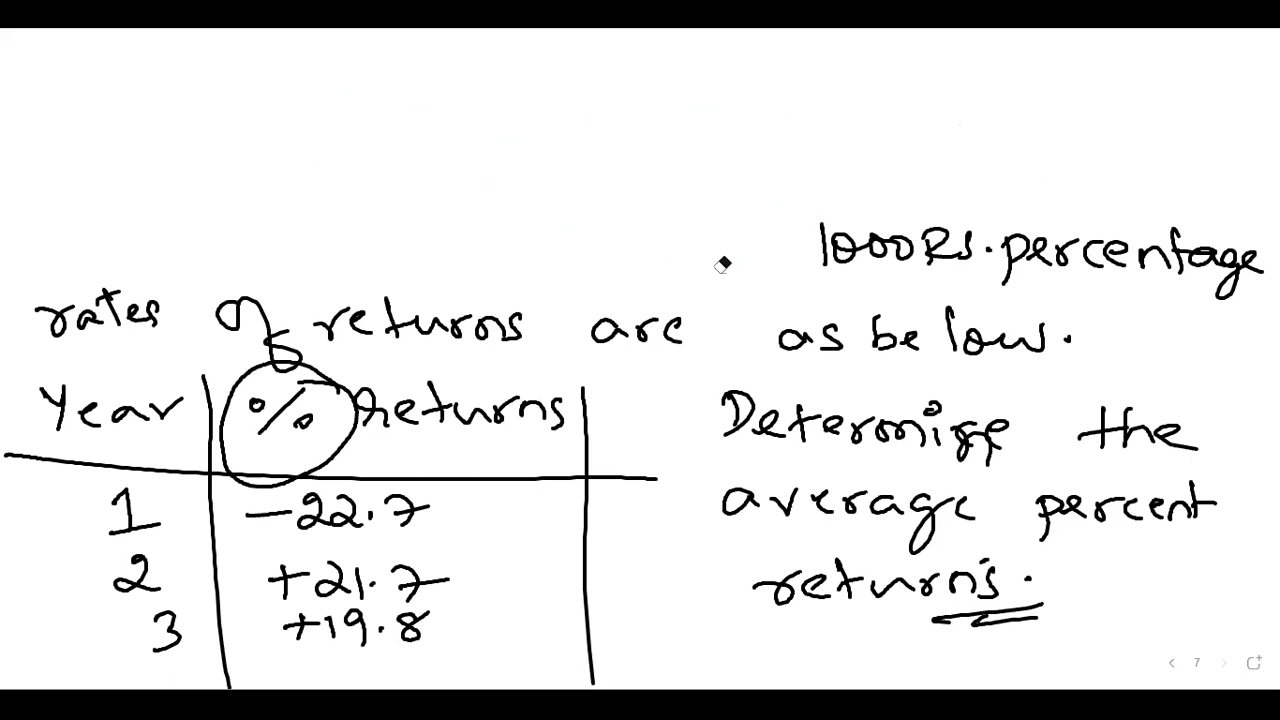 1000Rs. percentage
rates of returns are as below.
Year % returns
1 -22.7
2 +21.7
3 +19.8
Determine the
average percent
returns.
7